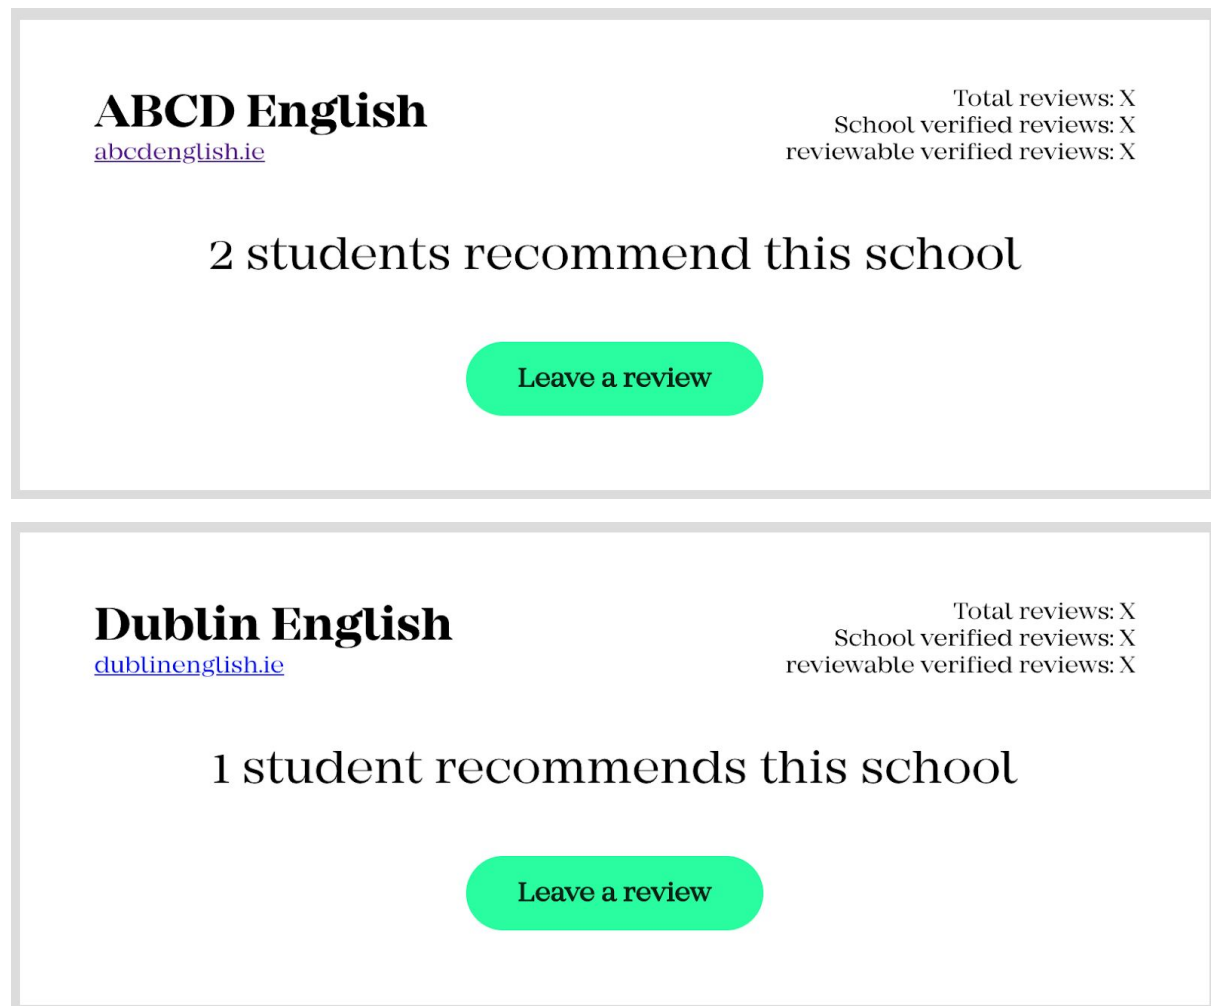 ABCD English
abcdenglish.ie
Total reviews: X
School verified reviews: X
reviewable verified reviews: X
2 students recommend this school
Leave a review
Dublin English
dublinenglish.ie
Total reviews: X
School verified reviews: X
reviewable verified reviews: X
1 student recommends this school
Leave a review